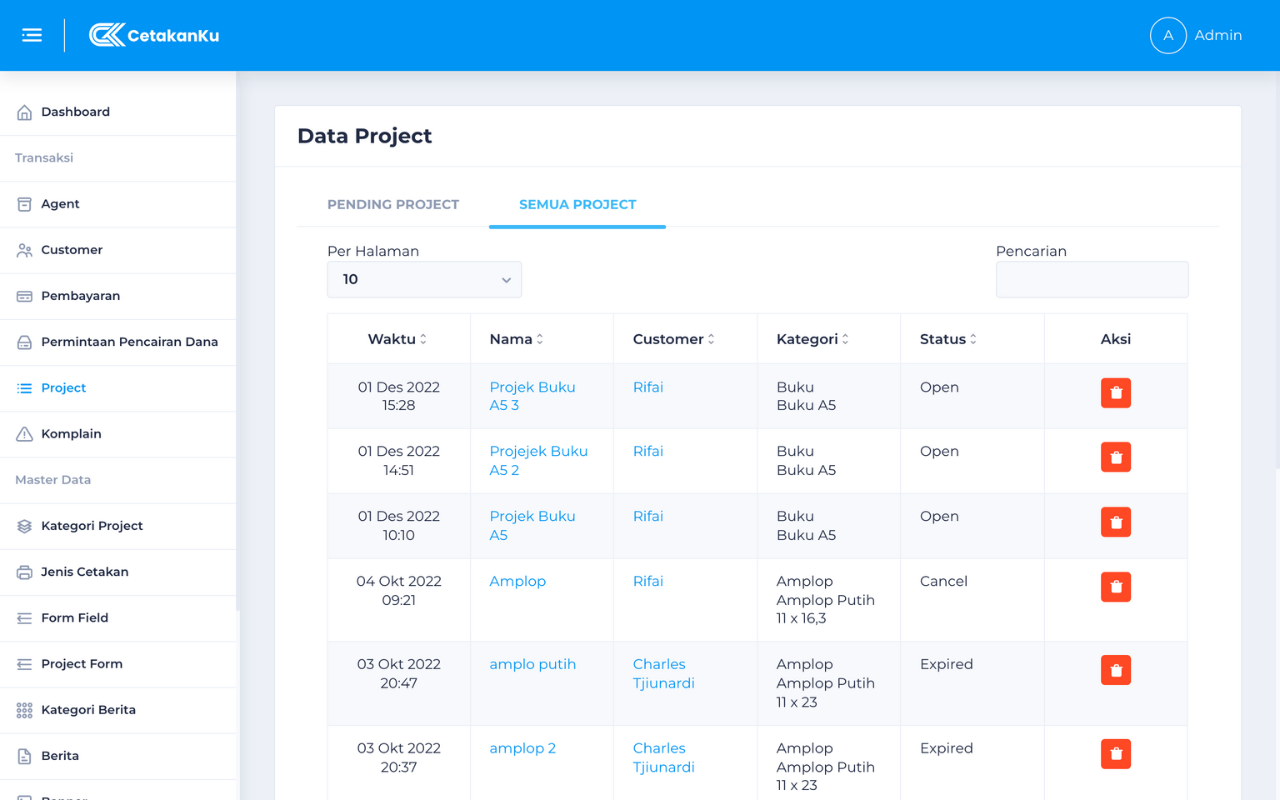 CetakanKu
A Admin
Dashboard
Transaksi
Agent
Customer
Pembayaran
Permintaan Pencairan Dana
Project
Komplain
Master Data
Kategori Project
Jenis Cetakan
Form Field
Project Form
Kategori Berita
Berita
Data Project
PENDING PROJECT SEMUA PROJECT
Per Halaman Pencarian
10
Waktu Nama Customer Kategori Status Aksi
01 Des 2022 Projek Buku Rifai Buku Open
15:28 A5 3 Buku A5
01 Des 2022 Projejek Buku Rifai Buku Open
14:51 A5 2 Buku A5
01 Des 2022 Projek Buku Rifai Buku Open
10:10 A5 Buku A5
04 Okt 2022 Amplop Rifai Amplop Cancel
09:21 Amplop Putih
11 x 16,3
03 Okt 2022 amplo putih Charles Amplop Expired
20:47 Tjiunardi Amplop Putih
11 x 23
03 Okt 2022 amplop 2 Charles Amplop Expired
20:37 Tjiunardi Amplop Putih
11 x 23